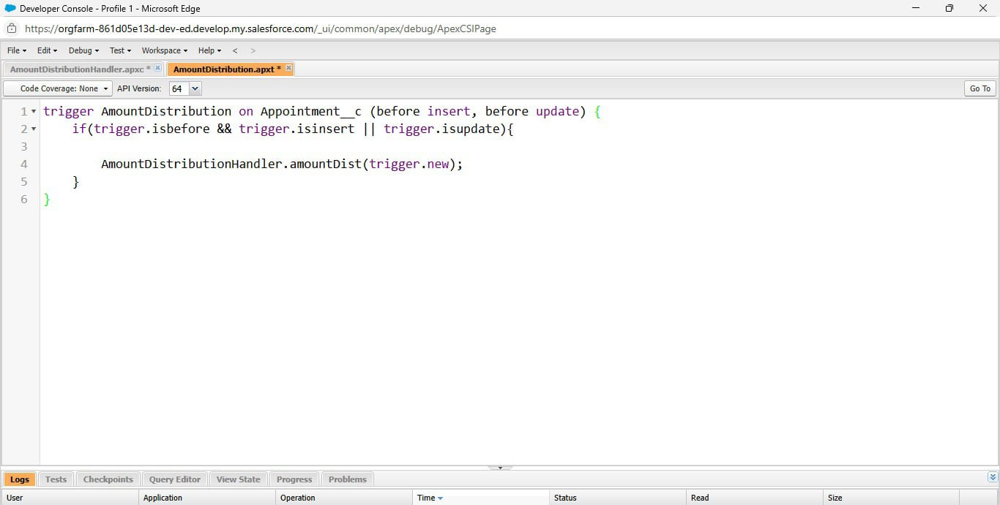 Developer Console - Profile 1 - Microsoft Edge
https://orgfarm-861d05e13d-dev-ed.develop.my.salesforce.com/_ui/common/apex/debug/ApexCSIPage
File Edit Debug Test Workspace Help < >
AmountDistributionHandler.apxc * AmountDistribution.apxt *
Code Coverage: None API Version: 64 Go To
1 trigger AmountDistribution on Appointment__c (before insert, before update) {
2 if(trigger.isbefore && trigger.isinsert || trigger.isupdate){
3
4 AmountDistributionHandler.amountDist(trigger.new);
5 }
6 }
Logs Tests Checkpoints Query Editor View State Progress Problems
User Application Operation Time Status Read Size